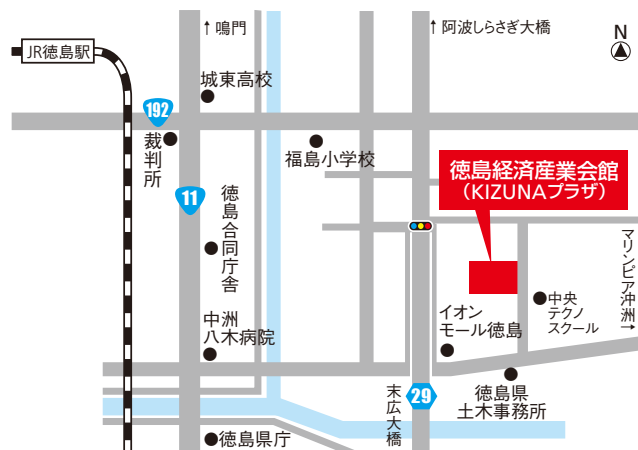 ↑鳴門
↑阿波しらさぎ大橋
N
JR徳島駅
城東高校
192
裁判所
福島小学校
徳島経済産業会館
（KIZUNAプラザ）
11
徳島合同庁舎
マリンピア沖洲→
中央
テクノ
スクール
イオン
モール徳島
中洲
八木病院
末広大橋
29
徳島県
土木事務所
徳島県庁